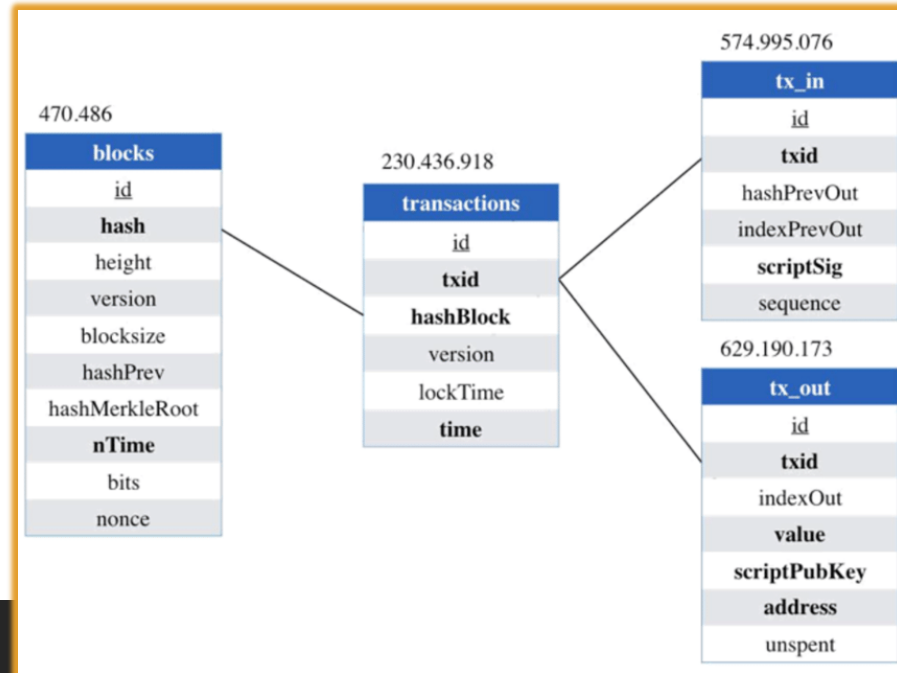 470.486
blocks
id
hash
height
version
blocksize
hashPrev
hashMerkleRoot
nTime
bits
nonce
230.436.918
transactions
id
txid
hashBlock
version
lockTime
time
574.995.076
tx_in
id
txid
hashPrevOut
indexPrevOut
scriptSig
sequence
629.190.173
tx_out
id
txid
indexOut
value
scriptPubKey
address
unspent